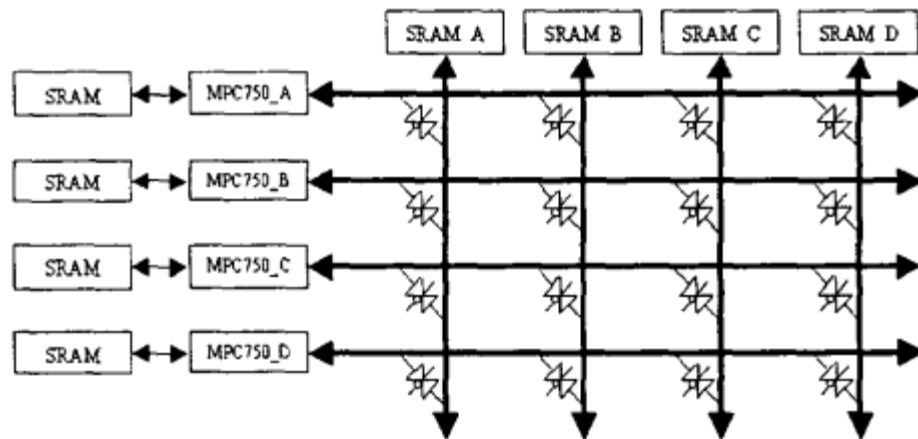 SRAM A SRAM B SRAM C SRAM D
SRAM MPC750_A
SRAM MPC750_B
SRAM MPC750_C
SRAM MPC750_D